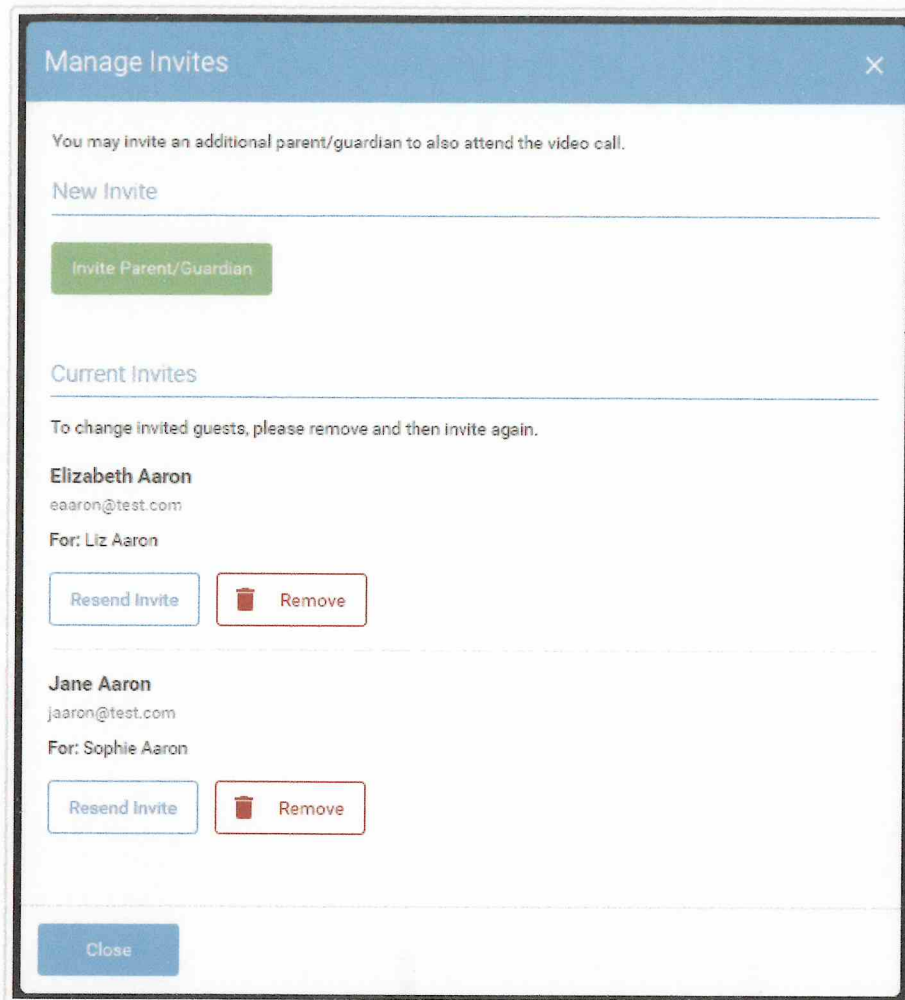 Manage Invites
You may invite an additional parent/guardian to also attend the video call.
New Invite
Invite Parent/Guardian
Current Invites
To change invited guests, please remove and then invite again.
Elizabeth Aaron
eaaron@test.com
For: Liz Aaron
Resend Invite Remove
Jane Aaron
jaaron@test.com
For: Sophie Aaron
Resend Invite Remove
Close